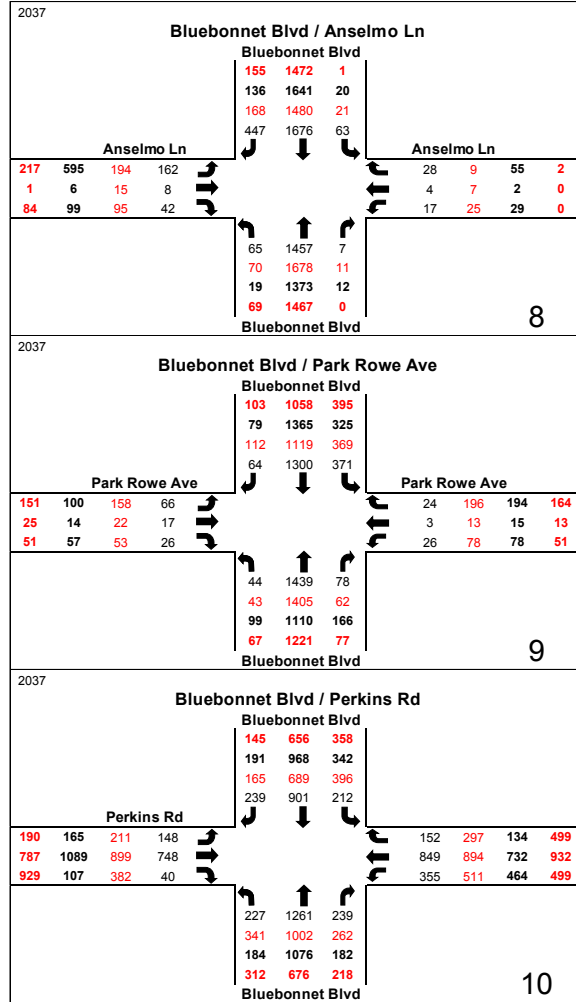 2037
Bluebonnet Blvd / Anselmo Ln
Bluebonnet Blvd
155 1472 1
136 1641 20
168 1480 21
447 1676 63
Anselmo Ln Anselmo Ln
217 595 194 162 28 9 55 2
1 6 15 8 4 7 2 0
84 99 95 42 17 25 29 0
65 1457 7
70 1678 11
19 1373 12
69 1467 0
Bluebonnet Blvd
8
2037
Bluebonnet Blvd / Park Rowe Ave
Bluebonnet Blvd
103 1058 395
79 1365 325
112 1119 369
64 1300 371
Park Rowe Ave Park Rowe Ave
151 100 158 66 24 196 194 164
25 14 22 17 3 13 15 13
51 57 53 26 26 78 78 51
44 1439 78
43 1405 62
99 1110 166
67 1221 77
Bluebonnet Blvd
9
2037
Bluebonnet Blvd / Perkins Rd
Bluebonnet Blvd
145 656 358
191 968 342
165 689 396
239 901 212
Perkins Rd
190 165 211 148 152 297 134 499
787 1089 899 748 849 894 732 932
929 107 382 40 355 511 464 499
227 1261 239
341 1002 262
184 1076 182
312 676 218
Bluebonnet Blvd
10